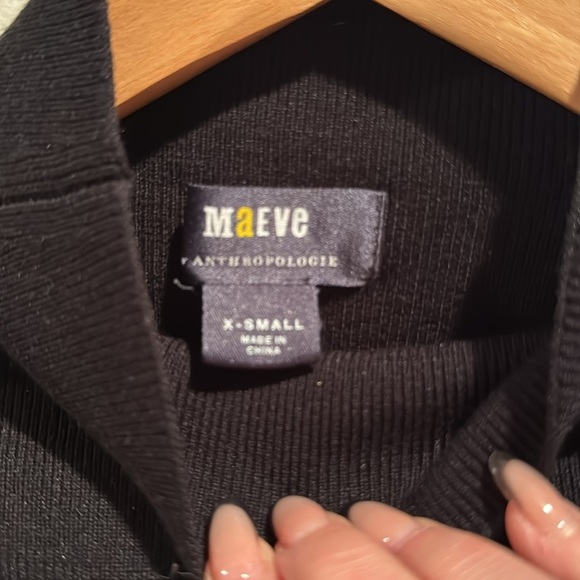 MaEVe
ANTHROPOLOGIE
X-SMALL
MADE IN
CHINA